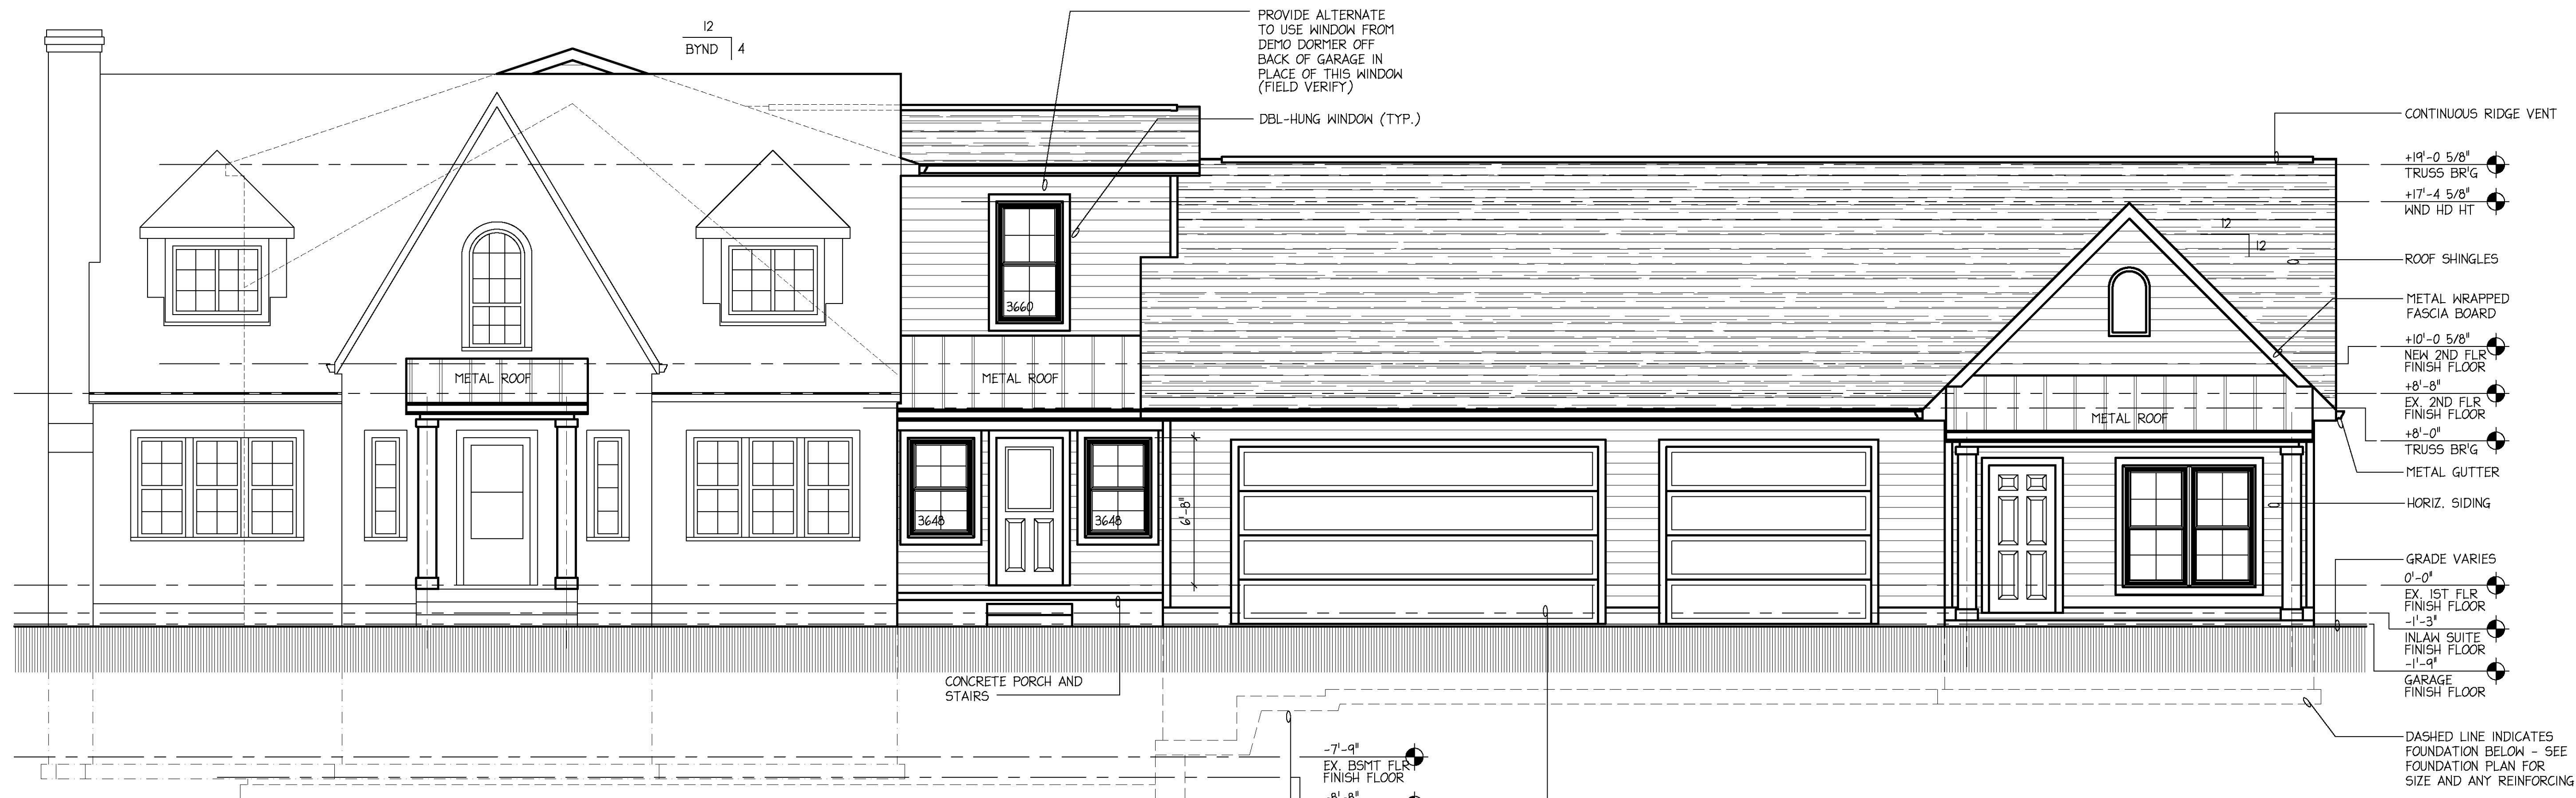 12
BYND 4
PROVIDE ALTERNATE
TO USE WINDOW FROM
DEMO DORMER OFF
BACK OF GARAGE IN
PLACE OF THIS WINDOW
(FIELD VERIFY)
DBL-HUNG WINDOW (TYP.)
CONTINUOUS RIDGE VENT
+19'-0 5/8"
TRUSS BR'G
+17'-4 5/8"
WND HD HT
12
12
ROOF SHINGLES
METAL WRAPPED
FASCIA BOARD
3660
+10'-0 5/8"
NEW 2ND FLR
FINISH FLOOR
METAL ROOF
METAL ROOF
+8'-8"
EX. 2ND FLR
FINISH FLOOR
METAL ROOF
+8'-0"
TRUSS BR'G
METAL GUTTER
HORIZ. SIDING
3648
3648
6'-8"
GRADE VARIES
0'-0"
EX. 1ST FLR
FINISH FLOOR
-1'-3"
INLAW SUITE
FINISH FLOOR
-1'-9"
GARAGE
FINISH FLOOR
CONCRETE PORCH AND
STAIRS
DASHED LINE INDICATES
FOUNDATION BELOW - SEE
FOUNDATION PLAN FOR
SIZE AND ANY REINFORCING
-7'-9"
EX. BSMT FLR
FINISH FLOOR
-8'-8"